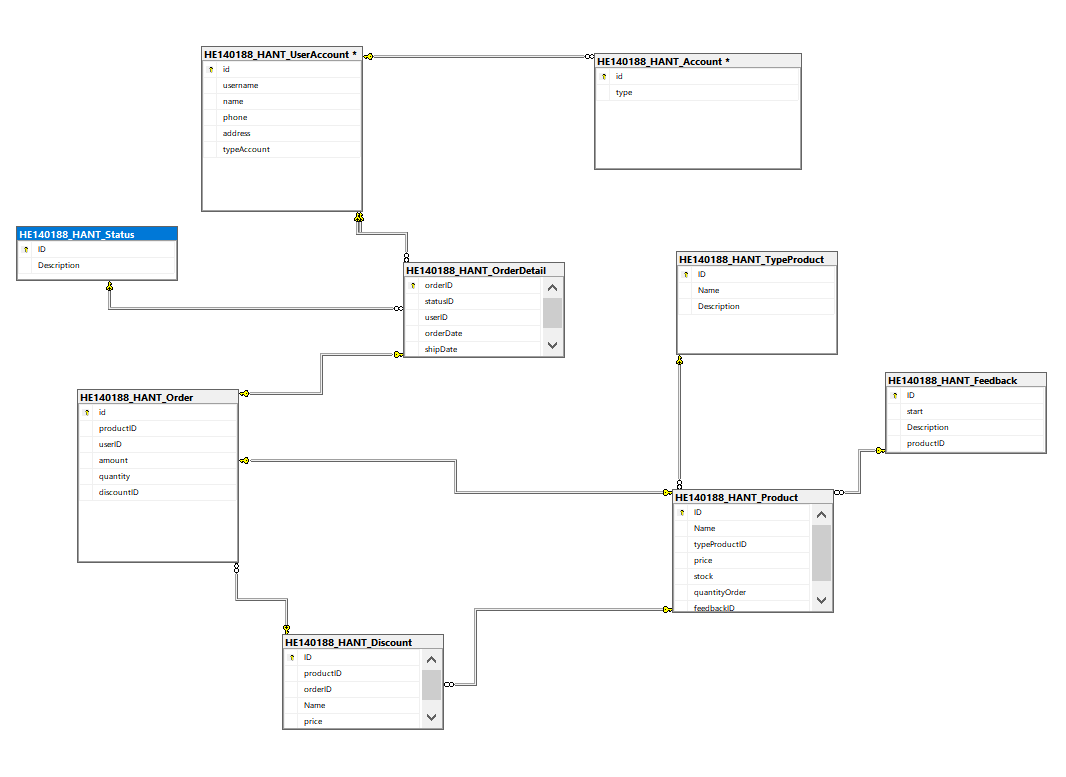 HE140188_HANT_UserAccount *
id
username
name
phone
address
typeAccount
HE140188_HANT_Account *
id
type
HE140188_HANT_Status
ID
Description
HE140188_HANT_OrderDetail
orderID
statusID
userID
orderDate
shipDate
HE140188_HANT_TypeProduct
ID
Name
Description
HE140188_HANT_Feedback
ID
start
Description
productID
HE140188_HANT_Order
id
productID
userID
amount
quantity
discountID
HE140188_HANT_Product
ID
Name
typeProductID
price
stock
quantityOrder
feedbackID
HE140188_HANT_Discount
ID
productID
orderID
Name
price